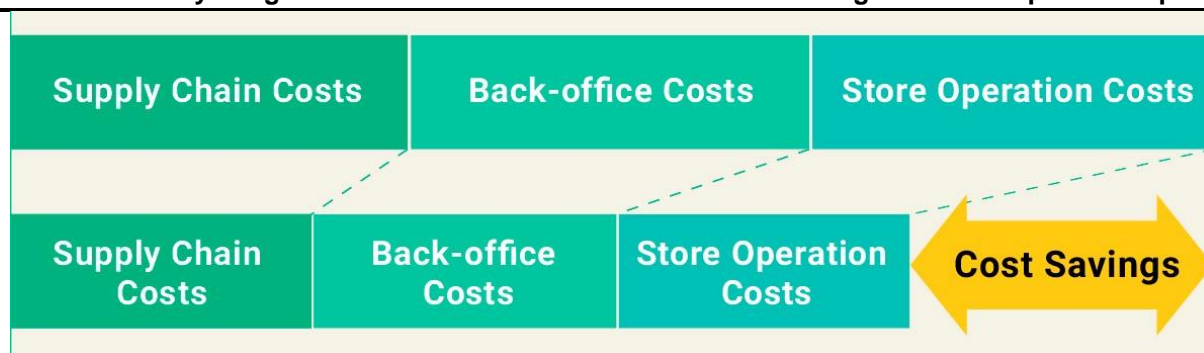 Supply Chain Costs
Back-office Costs
Store Operation Costs
Supply Chain
Costs
Back-office
Costs
Store Operation
Costs
Cost Savings